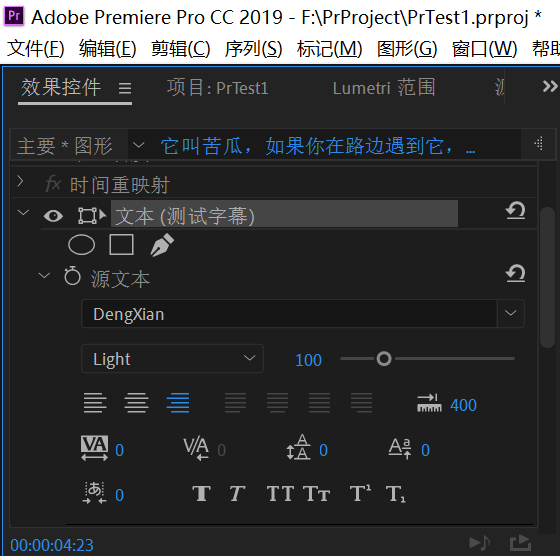 Adobe Premiere Pro CC 2019 - F:\PrProject\PrTest1.prproj *
文件(F) 编辑(E) 剪辑(C) 序列(S) 标记(M) 图形(G) 窗口(W) 帮助
效果控件 项目: PrTest1 Lumetri 范围
主要 * 图形 它叫苦瓜，如果你在路边遇到它，...
fx 时间重映射
文本 (测试字幕)
源文本
DengXian
Light 100
400
VA 0 V/A 0 A 0 Aa 0
あ 0 T T TT Tt T¹ T₁
00:00:04:23